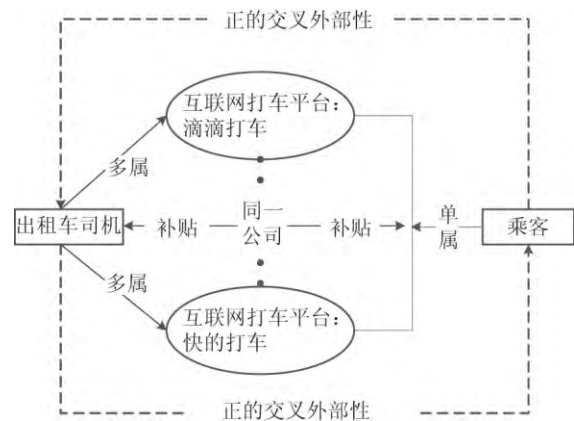 正的交叉外部性
互联网打车平台：
滴滴打车
多属
出租车司机
补贴
同一
公司
补贴
单
属
乘客
多属
互联网打车平台：
快的打车
正的交叉外部性